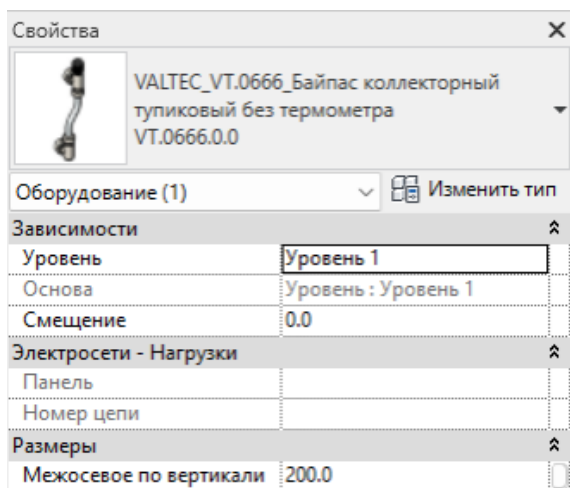 Свойства
VALTEC_VT.0666_Байпас коллекторный
тупиковый без термометра
VT.0666.0.0
Оборудование (1)
Изменить тип
Зависимости
Уровень Уровень 1
Основа Уровень : Уровень 1
Смещение 0.0
Электросети - Нагрузки
Панель
Номер цепи
Размеры
Межосевое по вертикали 200.0